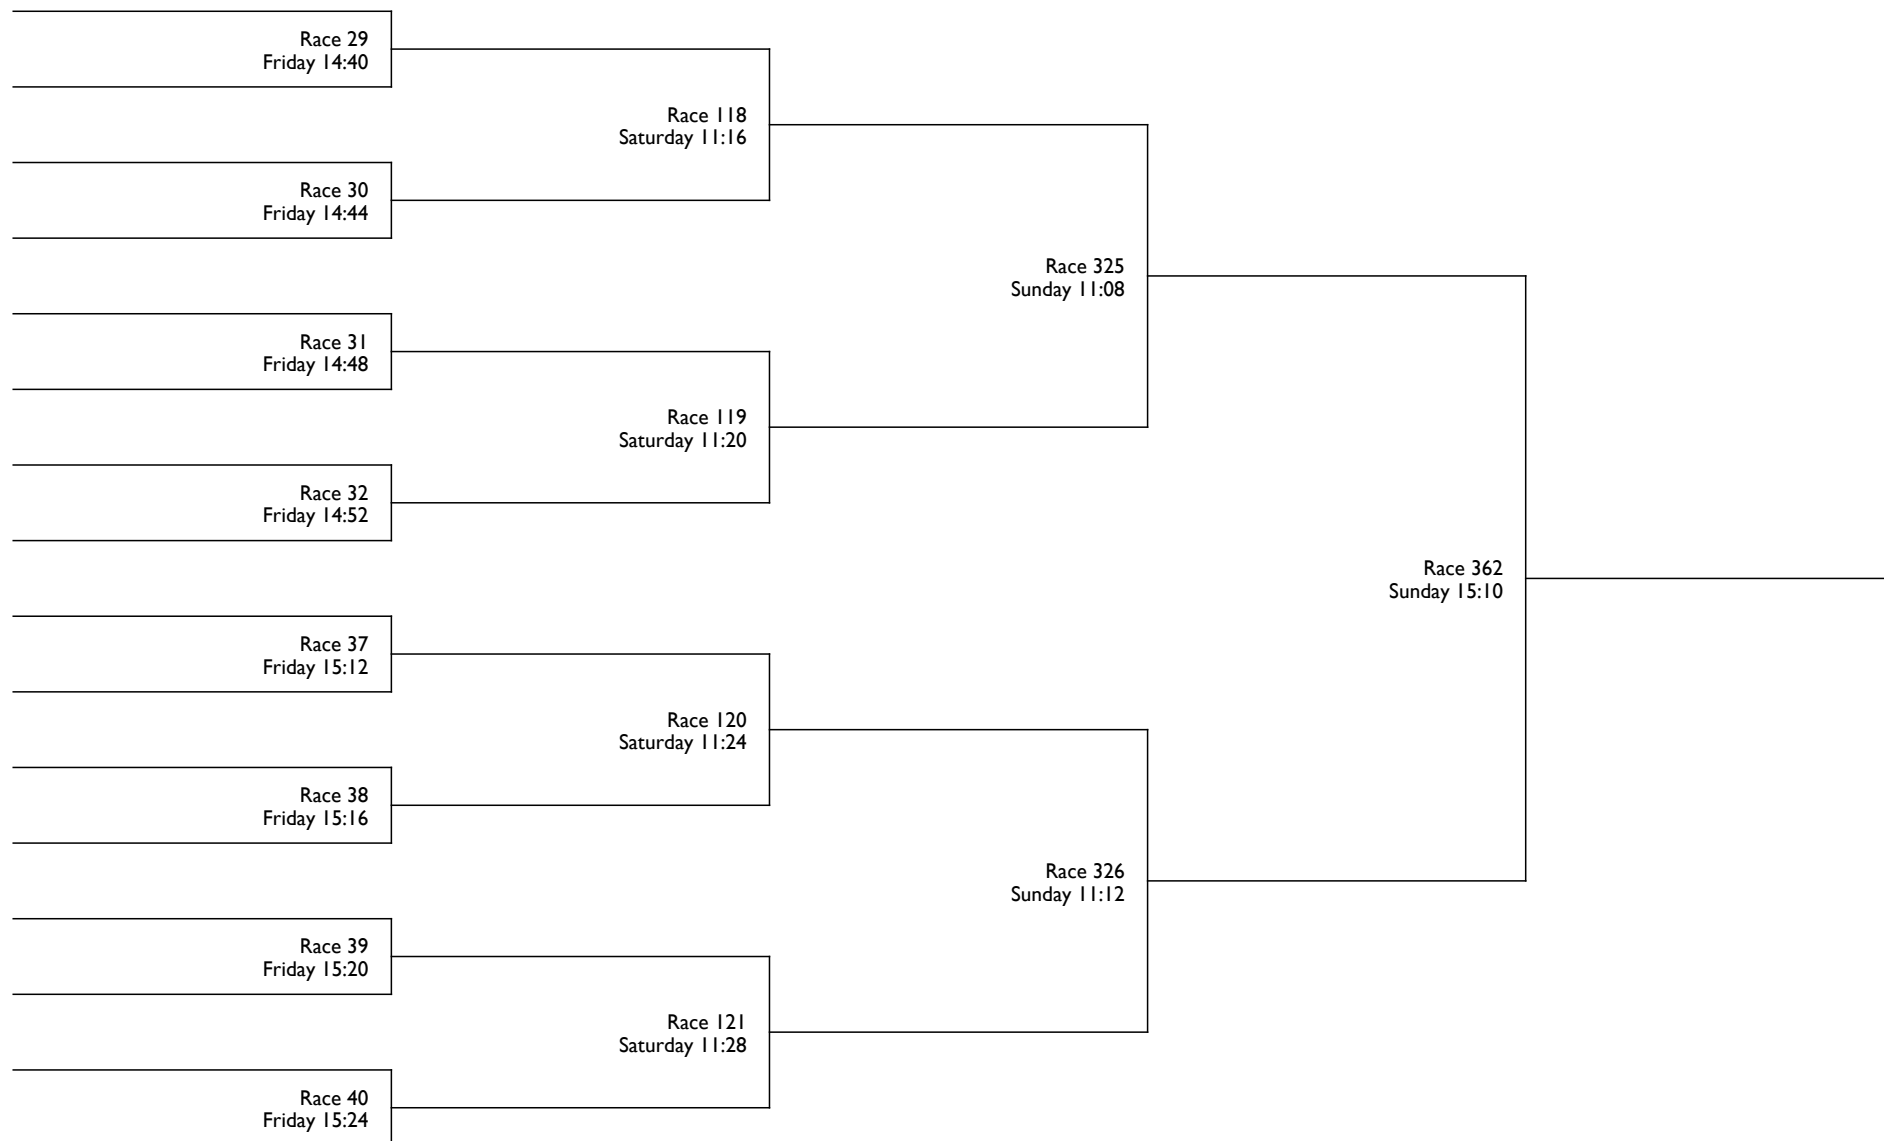 Race 29
Friday 14:40
Race 118
Saturday 11:16
Race 30
Friday 14:44
Race 325
Sunday 11:08
Race 31
Friday 14:48
Race 119
Saturday 11:20
Race 32
Friday 14:52
Race 362
Sunday 15:10
Race 37
Friday 15:12
Race 120
Saturday 11:24
Race 38
Friday 15:16
Race 326
Sunday 11:12
Race 39
Friday 15:20
Race 121
Saturday 11:28
Race 40
Friday 15:24